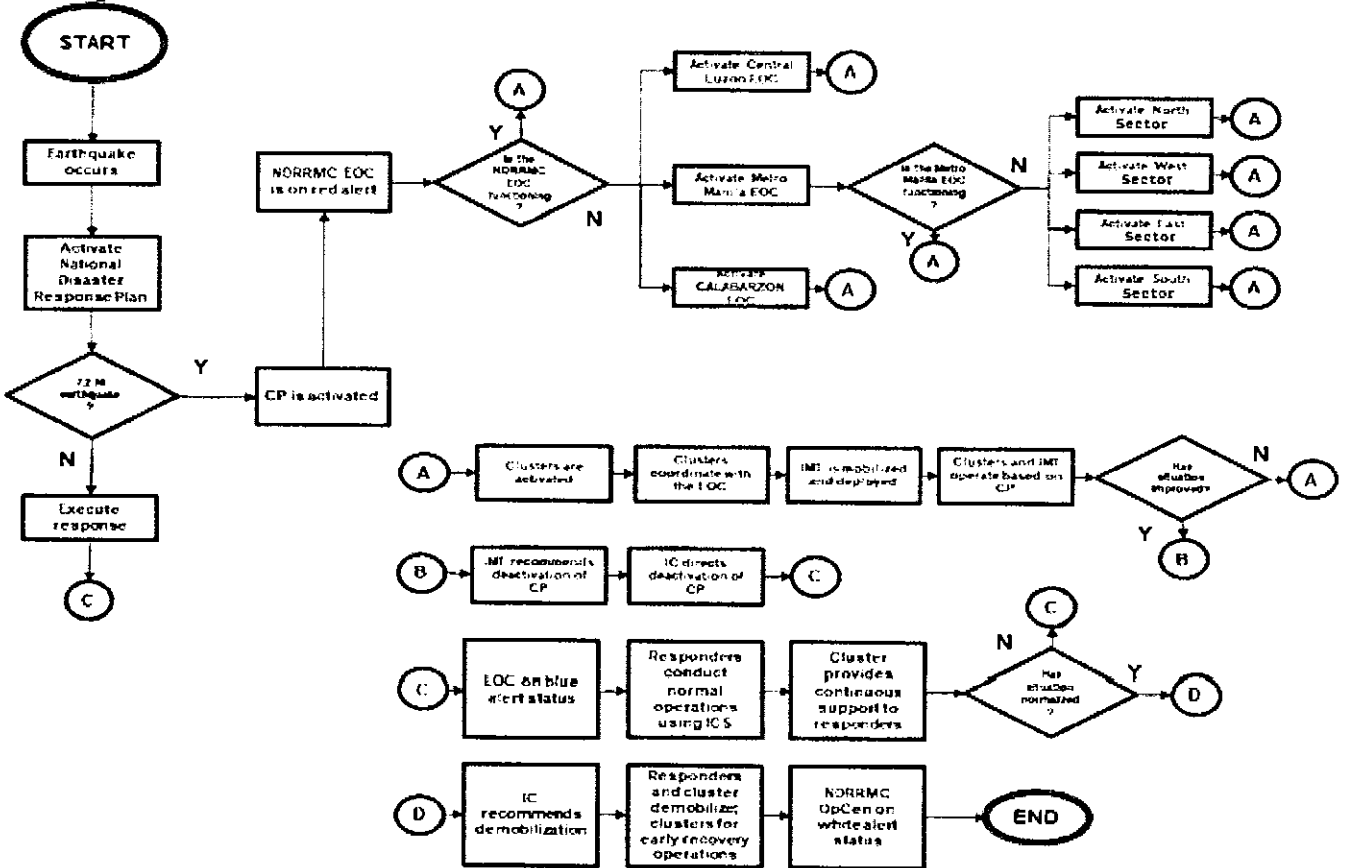 START
Earthquake
occurs
Activate
National
Disaster
Response Plan
7.2 M
earthquake
?
Y
N
Execute
response
C
CP is activated
NDRRMC EOC
is on red alert
Is the
NDRRMC
EOC
functioning
?
Y
A
N
Activate Central
Luzon EOC
A
Activate Metro
Manila EOC
Activate
CALABARZON
EOC
A
Is the Metro
Manila EOC
functioning
?
Y
A
N
Activate North
Sector
A
Activate West
Sector
A
Activate East
Sector
A
Activate South
Sector
A
A
Clusters are
activated
Clusters
coordinate with
the EOC
IMT is mobilized
and deployed
Clusters and IMT
operate based on
CP
Has
situation
improved?
N
A
Y
B
B
IMT recommends
deactivation of
CP
IC directs
deactivation of
CP
C
C
EOC on blue
alert status
Responders
conduct
normal
operations
using ICS
Cluster
provides
continuous
support to
responders
Has
situation
normalized
?
N
C
Y
D
D
IC
recommends
demobilization
Responders
and cluster
demobilize;
clusters for
early recovery
operations
NDRRMC
OpCen on
white alert
status
END